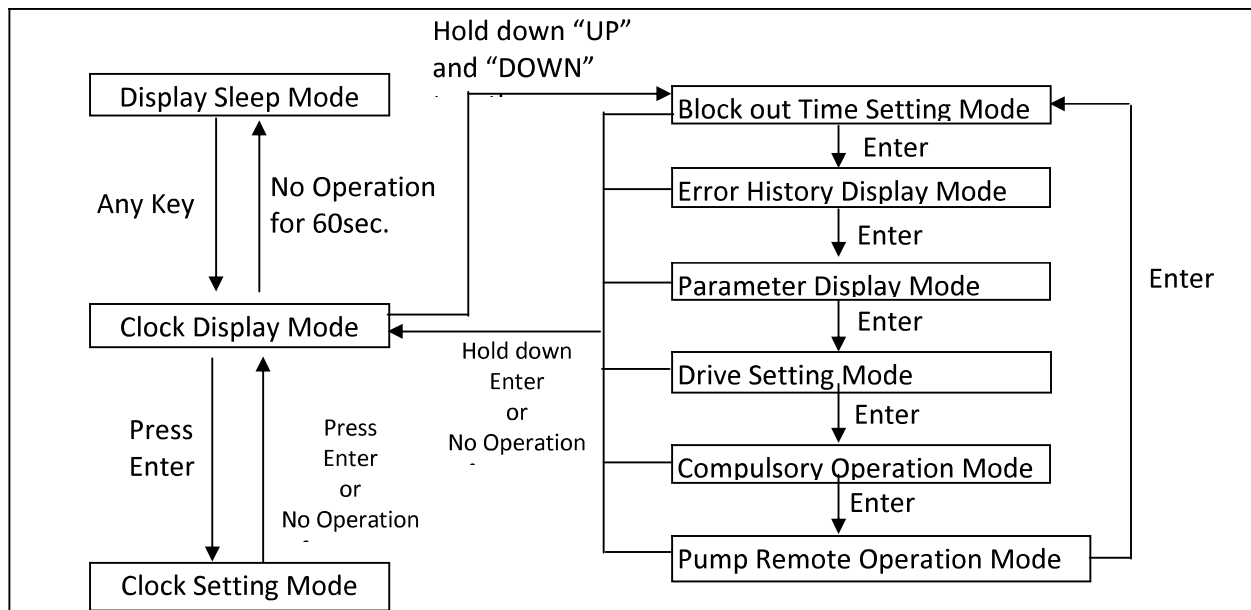 Hold down “UP”
and “DOWN”
Display Sleep Mode
Any Key
No Operation
for 60sec.
Clock Display Mode
Press
Enter
Press
Enter
or
No Operation
Clock Setting Mode
Hold down
Enter
or
No Operation
Block out Time Setting Mode
Enter
Error History Display Mode
Enter
Parameter Display Mode
Enter
Drive Setting Mode
Enter
Compulsory Operation Mode
Enter
Pump Remote Operation Mode
Enter